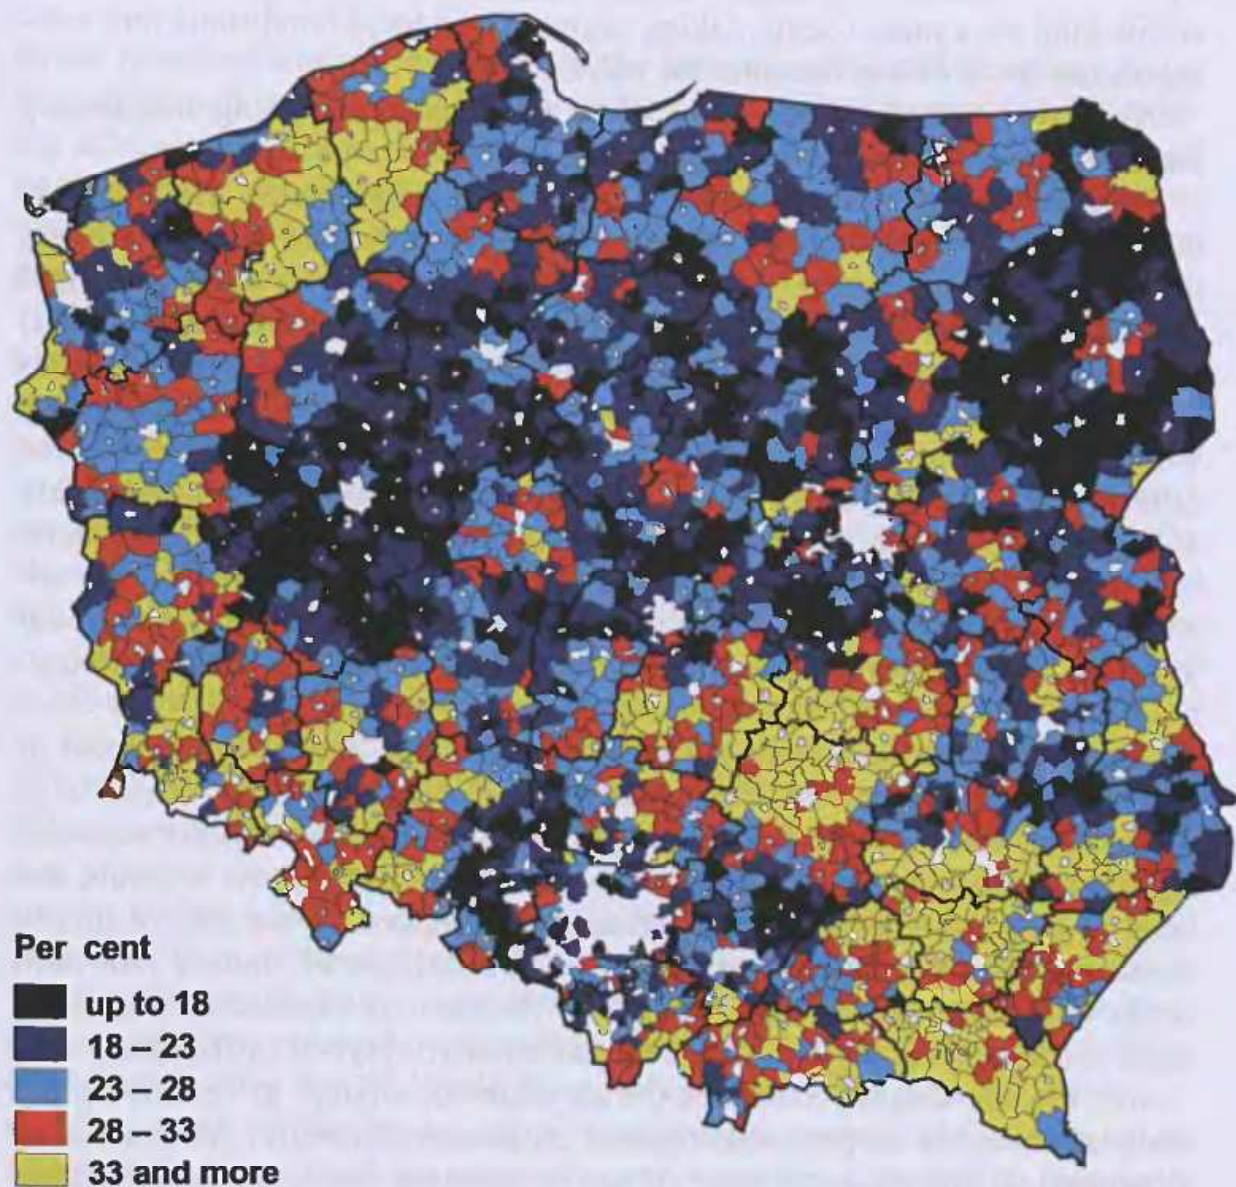 Per cent
up to 18
18 – 23
23 – 28
28 – 33
33 and more